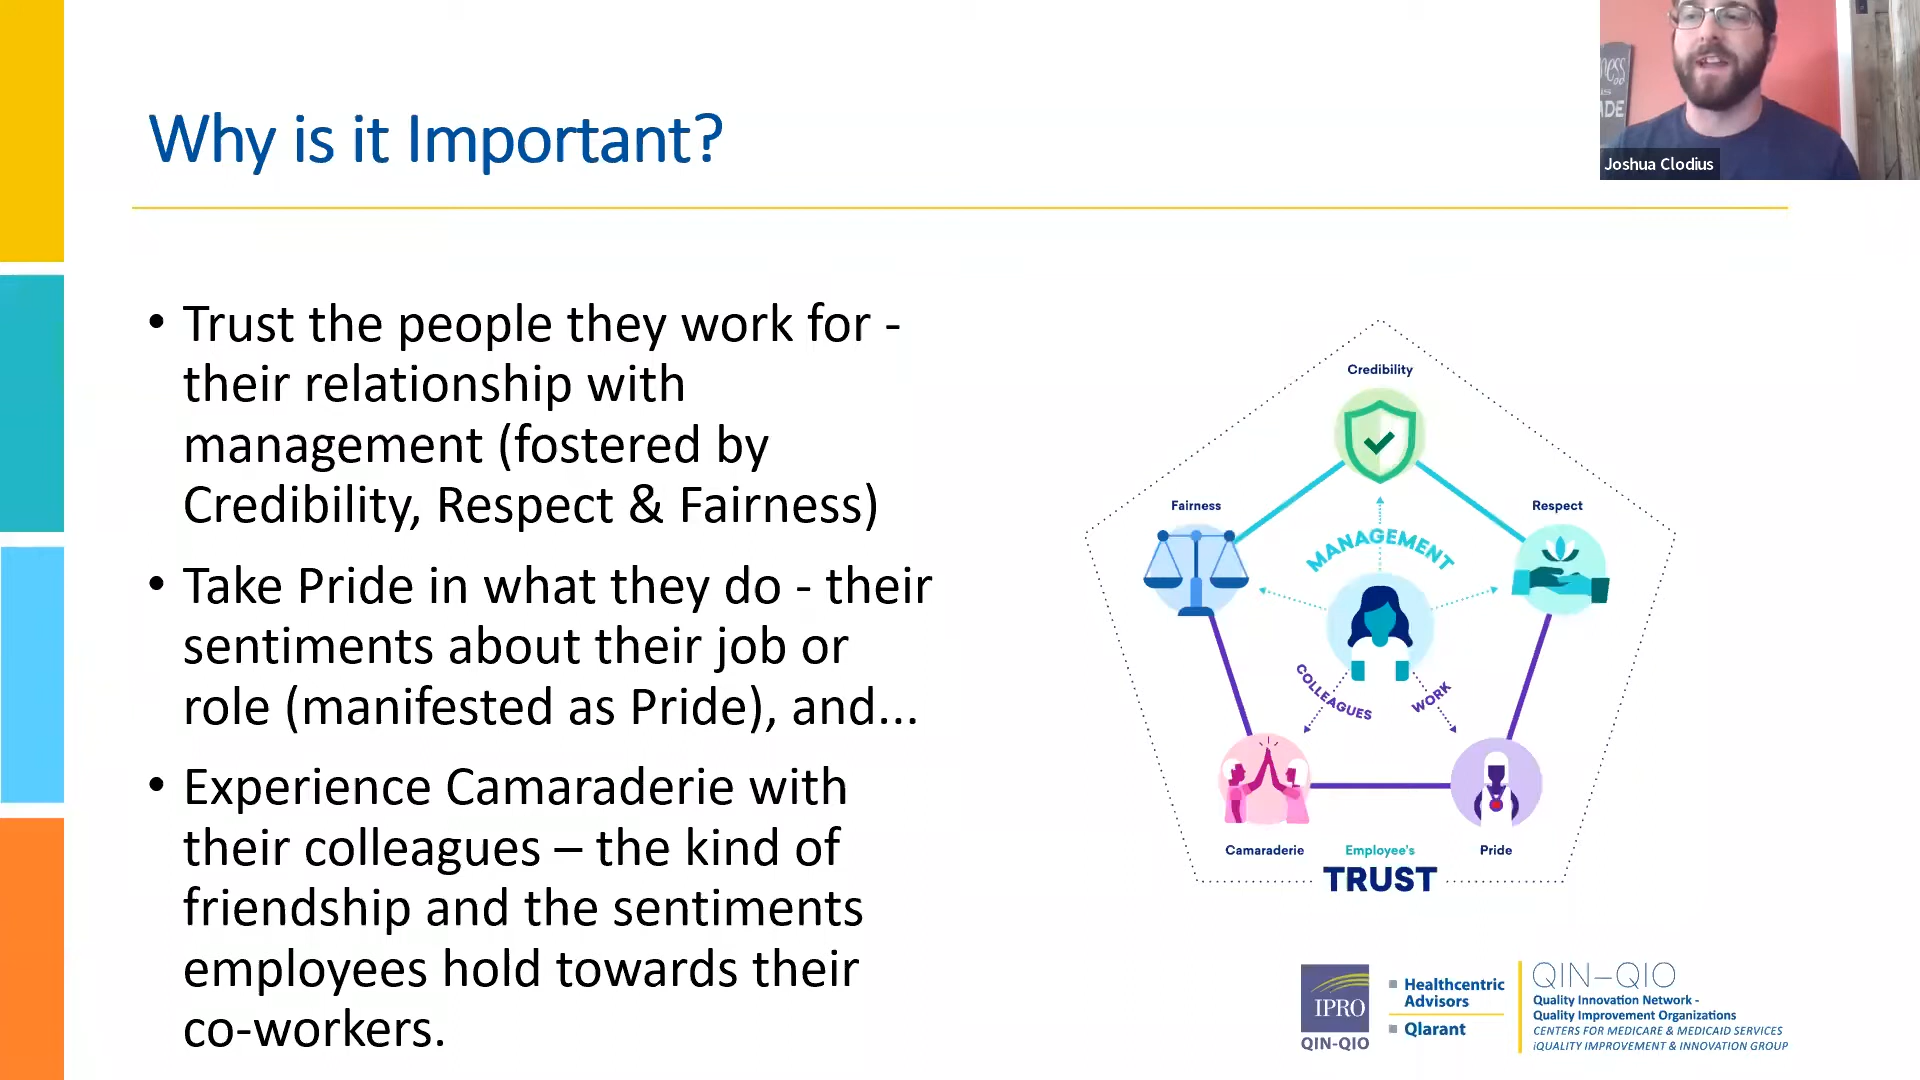 Why is it Important?
Joshua Clodius
• Trust the people they work for -
their relationship with
management (fostered by
Credibility, Respect & Fairness)
• Take Pride in what they do - their
sentiments about their job or
role (manifested as Pride), and...
• Experience Camaraderie with
their colleagues – the kind of
friendship and the sentiments
employees hold towards their
co-workers.
Credibility
Fairness
Respect
MANAGEMENT
COLLEAGUES
WORK
Camaraderie
Employee's
Pride
TRUST
IPRO
QIN-QIO
Healthcentric
Advisors
Qlarant
QIN–QIO
Quality Innovation Network -
Quality Improvement Organizations
CENTERS FOR MEDICARE & MEDICAID SERVICES
iQUALITY IMPROVEMENT & INNOVATION GROUP